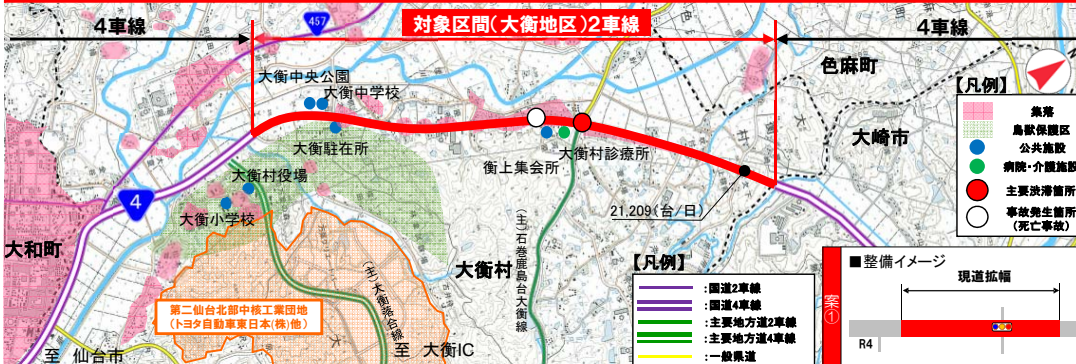 4車線
対象区間(大衡地区)2車線
4車線
457
色麻町
大衡中央公園
大衡中学校
大崎市
大衡駐在所
衡上集会所
大衡村診療所
大衡村役場
4
大衡小学校
21,209(台/日)
大和町
(主)石巻鹿島台大衡線
大衡村
(主)大衡落合線
第二仙台北部中核工業団地
(トヨタ自動車東日本(株)他)
至 仙台市
至 大衡IC
【凡例】
集落
鳥獣保護区
公共施設
病院・介護施設
主要渋滞箇所
事故発生箇所
(死亡事故)
【凡例】
:国道2車線
:国道4車線
:主要地方道2車線
:主要地方道4車線
:一般県道
案①
■整備イメージ
現道拡幅
R4